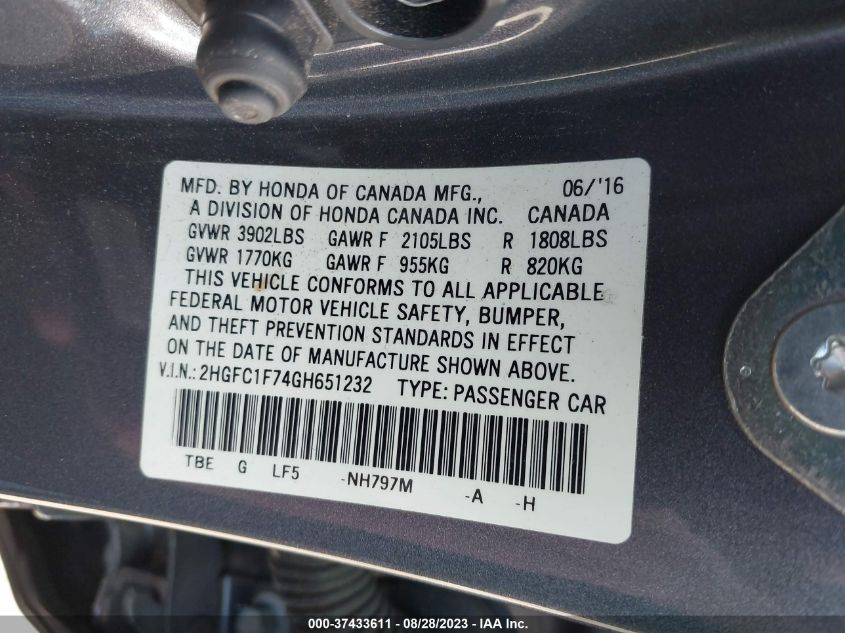 MFD. BY HONDA OF CANADA MFG., 06/'16
A DIVISION OF HONDA CANADA INC. CANADA
GVWR 3902LBS GAWR F 2105LBS R 1808LBS
GVWR 1770KG GAWR F 955KG R 820KG
THIS VEHICLE CONFORMS TO ALL APPLICABLE
FEDERAL MOTOR VEHICLE SAFETY, BUMPER,
AND THEFT PREVENTION STANDARDS IN EFFECT
ON THE DATE OF MANUFACTURE SHOWN ABOVE.
V.I.N.: 2HGFC1F74GH651232 TYPE: PASSENGER CAR
TBE G LF5 -NH797M -A -H
000-37433611 / 08/28/2023 - IAA Inc.